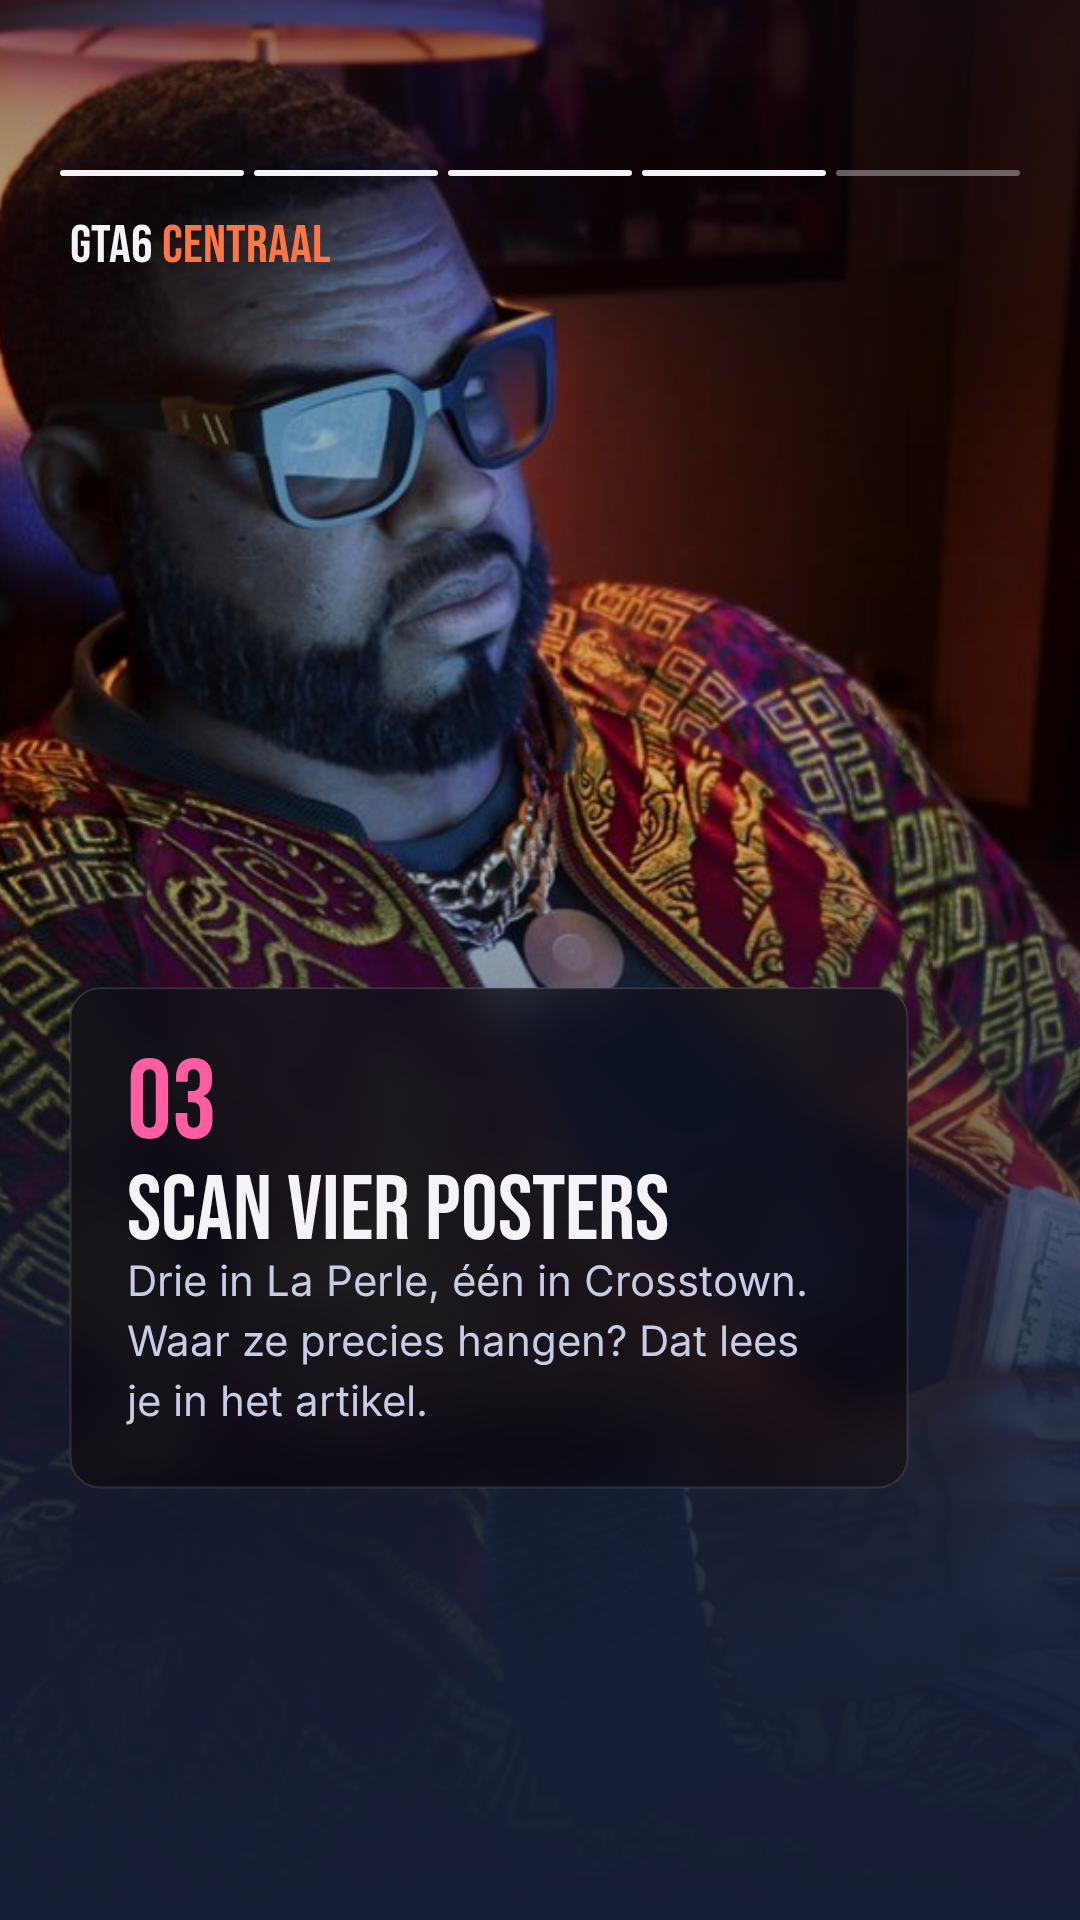 GTA6 CENTRAAL
03
SCAN VIER POSTERS
Drie in La Perle, één in Crosstown.
Waar ze precies hangen? Dat lees
je in het artikel.